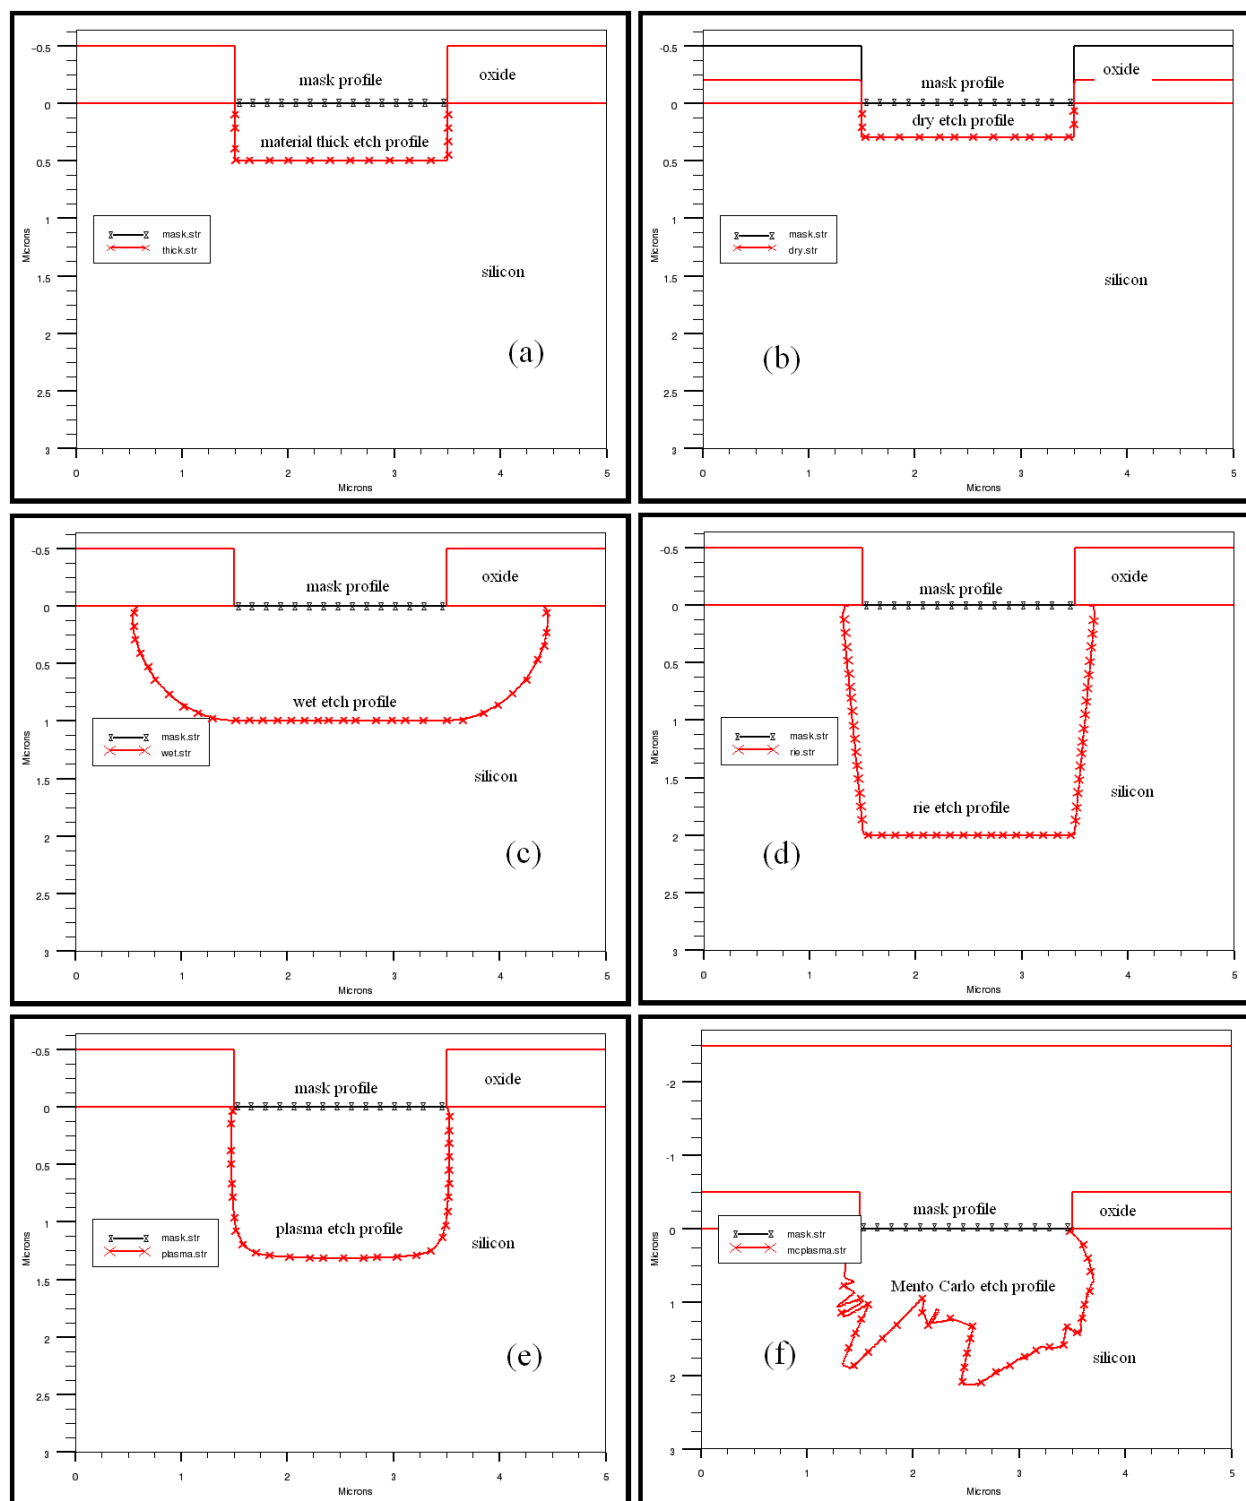 -0.5
mask profile
oxide
0
material thick etch profile
0.5
1
mask.str
thick.str
Microns
1.5
silicon
2
(a)
2.5
3
0 1 2 3 4 5
Microns
-0.5
mask profile
oxide
0
dry etch profile
0.5
1
mask.str
dry.str
Microns
1.5
silicon
2
(b)
2.5
3
0 1 2 3 4 5
Microns
-0.5
mask profile
oxide
0
0.5
wet etch profile
1
mask.str
wet.str
Microns
1.5
silicon
2
(c)
2.5
3
0 1 2 3 4 5
Microns
-0.5
mask profile
oxide
0
0.5
1
mask.str
rie.str
Microns
1.5
silicon
rie etch profile
2
(d)
2.5
3
0 1 2 3 4 5
Microns
-0.5
mask profile
oxide
0
0.5
1
plasma etch profile
mask.str
plasma.str
Microns
silicon
1.5
2
(e)
2.5
3
0 1 2 3 4 5
Microns
-2
-1
mask profile
oxide
0
mask.str
mcplasma.str
Microns
Mento Carlo etch profile
1
silicon
(f)
2
3
0 1 2 3 4 5
Microns